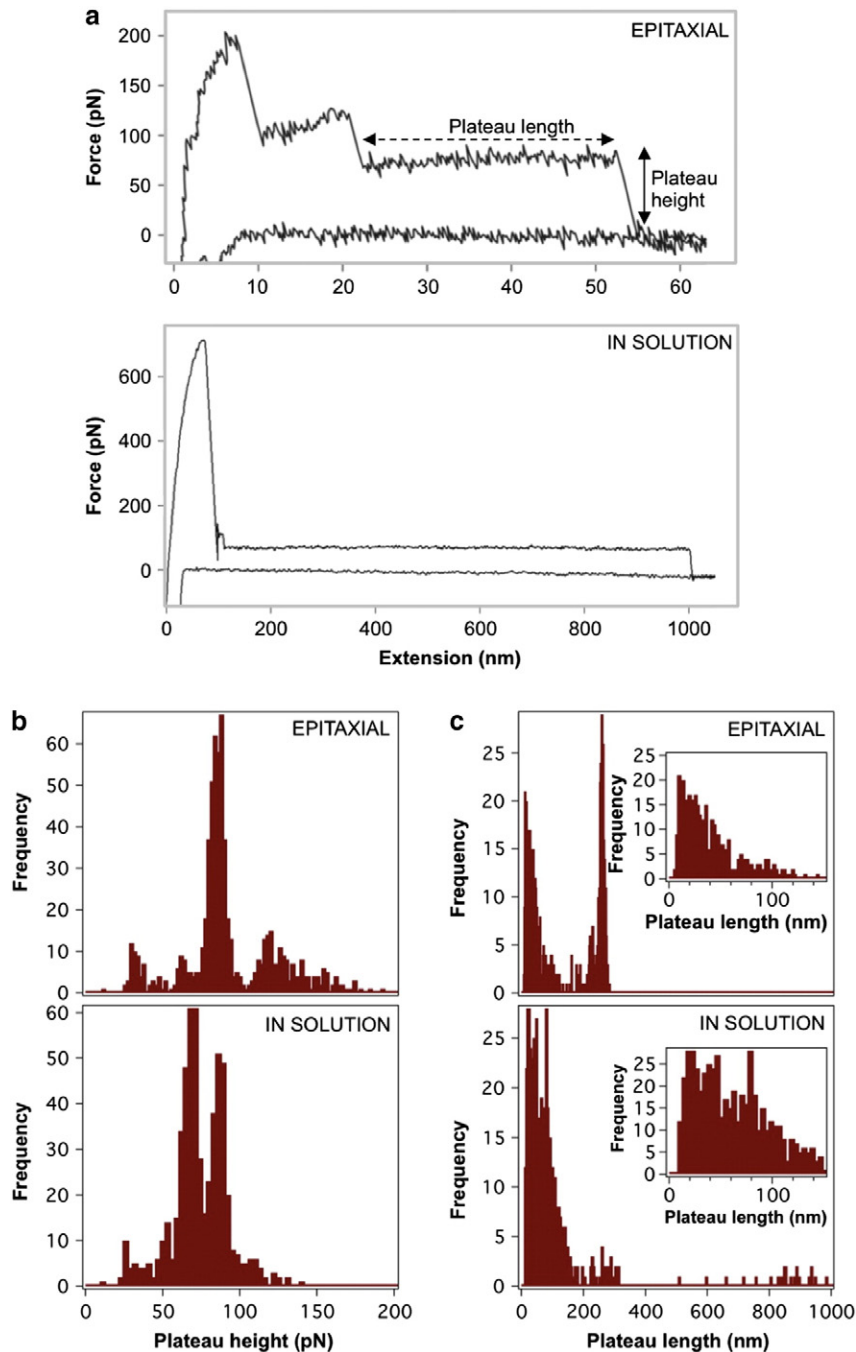 a
EPITAXIAL
Force (pN)
200
150
100
50
0
Plateau length
Plateau
height
0 10 20 30 40 50 60
IN SOLUTION
Force (pN)
600
400
200
0
0 200 400 600 800 1000
Extension (nm)
b
EPITAXIAL
Frequency
60
50
40
30
20
10
0
IN SOLUTION
Frequency
60
50
40
30
20
10
0
0 50 100 150 200
Plateau height (pN)
c
EPITAXIAL
Frequency
25
20
15
10
5
0
Frequency
25
20
15
10
5
0
0 100
Plateau length (nm)
IN SOLUTION
Frequency
25
20
15
10
5
0
Frequency
25
20
15
10
5
0
0 100
Plateau length (nm)
0 200 400 600 800 1000
Plateau length (nm)